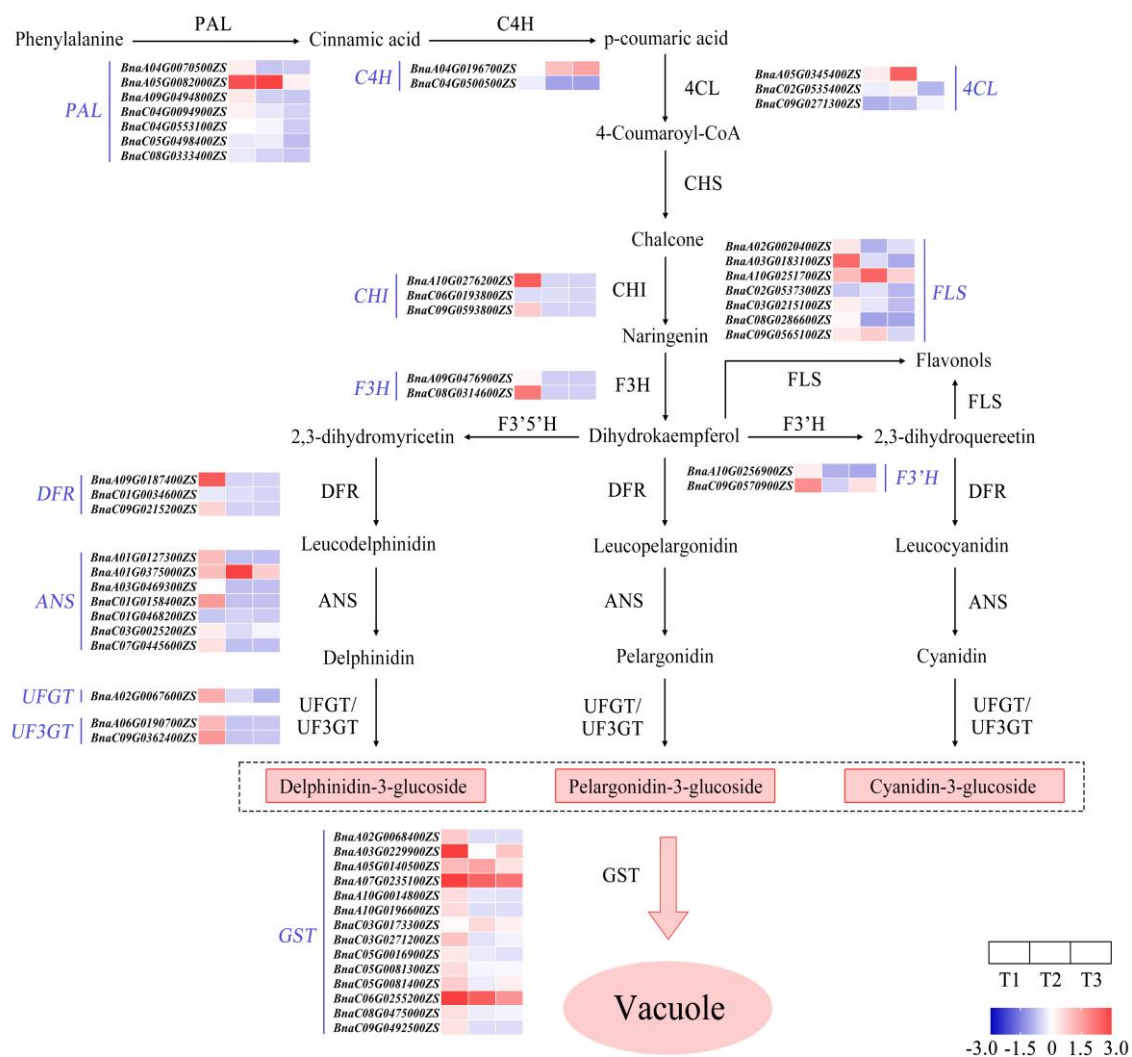 PAL
C4H
Phenylalanine
Cinnamic acid
p-coumaric acid
PAL
BnaA04G0070500ZS
BnaA05G0082000ZS
BnaA09G0494800ZS
BnaC04G0094900ZS
BnaC04G0553100ZS
BnaC05G0498400ZS
BnaC08G0333400ZS
C4H
BnaA04G0196700ZS
BnaC04G0500500ZS
4CL
BnaA05G0345400ZS
BnaC02G0535400ZS
BnaC09G0271300ZS
4CL
4-Coumaroyl-CoA
CHS
Chalcone
CHI
BnaA10G0276200ZS
BnaC06G0193800ZS
BnaC09G0593800ZS
CHI
BnaA02G0020400ZS
BnaA03G0183100ZS
BnaA10G0251700ZS
BnaC02G0537300ZS
BnaC03G0215100ZS
BnaC08G0286600ZS
BnaC09G0565100ZS
FLS
Naringenin
Flavonols
F3H
BnaA09G0476900ZS
BnaC08G0314600ZS
F3H
FLS
FLS
F3’5’H
F3’H
2,3-dihydromyricetin
Dihydrokaempferol
2,3-dihydroquereetin
BnaA10G0256900ZS
BnaC09G0570900ZS
F3’H
DFR
BnaA09G0187400ZS
BnaC01G0034600ZS
BnaC09G0215200ZS
DFR
DFR
DFR
Leucodelphinidin
Leucopelargonidin
Leucocyanidin
ANS
BnaA01G0127300ZS
BnaA01G0375000ZS
BnaA03G0469300ZS
BnaC01G0158400ZS
BnaC01G0468200ZS
BnaC03G0025200ZS
BnaC07G0445600ZS
ANS
ANS
ANS
Delphinidin
Pelargonidin
Cyanidin
UFGT
BnaA02G0067600ZS
UF3GT
BnaA06G0190700ZS
BnaC09G0362400ZS
UFGT/
UF3GT
UFGT/
UF3GT
UFGT/
UF3GT
Delphinidin-3-glucoside
Pelargonidin-3-glucoside
Cyanidin-3-glucoside
GST
BnaA02G0068400ZS
BnaA03G0229900ZS
BnaA05G0140500ZS
BnaA07G0235100ZS
BnaA10G0014800ZS
BnaA10G0196600ZS
BnaC03G0173300ZS
BnaC03G0271200ZS
BnaC05G0016900ZS
BnaC05G0081300ZS
BnaC05G0081400ZS
BnaC06G0255200ZS
BnaC08G0475000ZS
BnaC09G0492500ZS
GST
Vacuole
T1 T2 T3
-3.0 -1.5 0 1.5 3.0